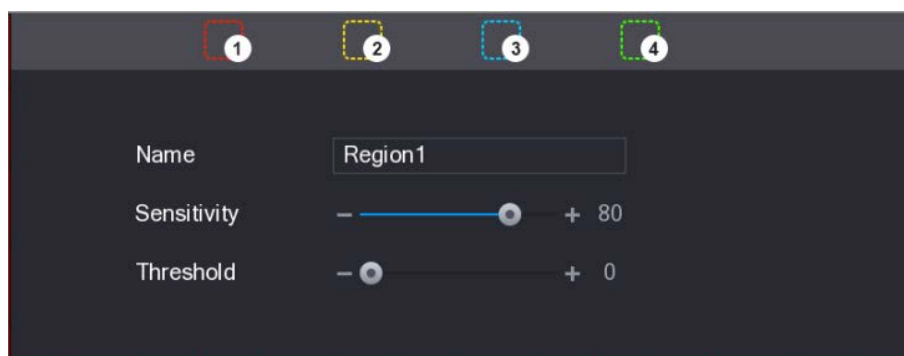 1 2 3 4
Name Region1
Sensitivity − + 80
Threshold − + 0